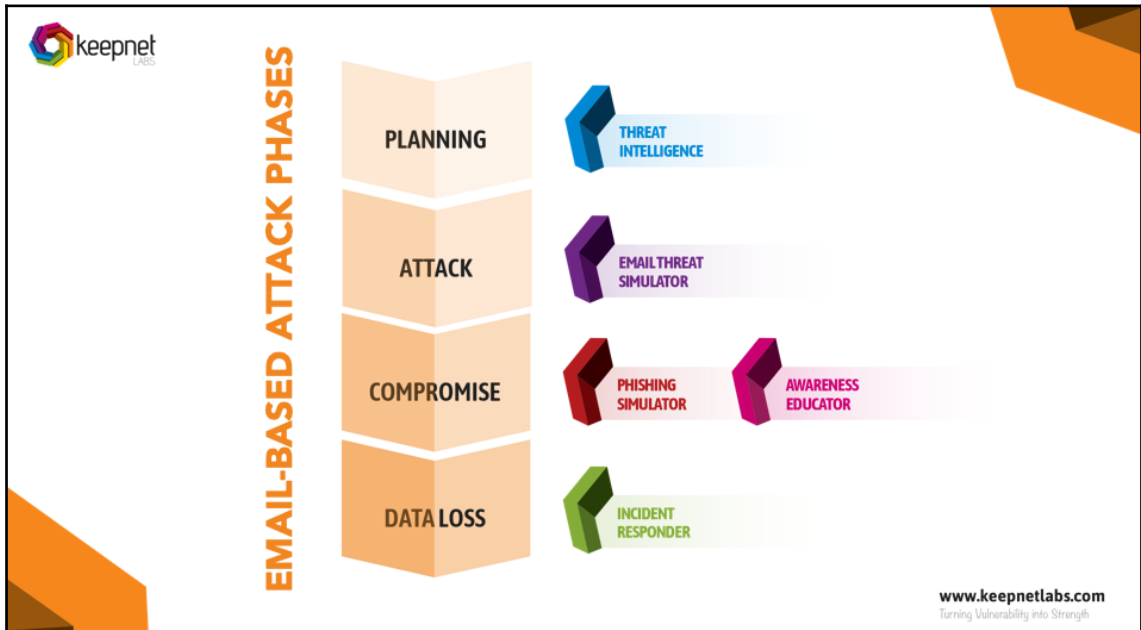 keepnet
LABS
EMAIL-BASED ATTACK PHASES
PLANNING
THREAT
INTELLIGENCE
ATTACK
EMAIL THREAT
SIMULATOR
COMPROMISE
PHISHING
SIMULATOR
AWARENESS
EDUCATOR
DATA LOSS
INCIDENT
RESPONDER
www.keepnetlabs.com
Turning Vulnerability into Strength